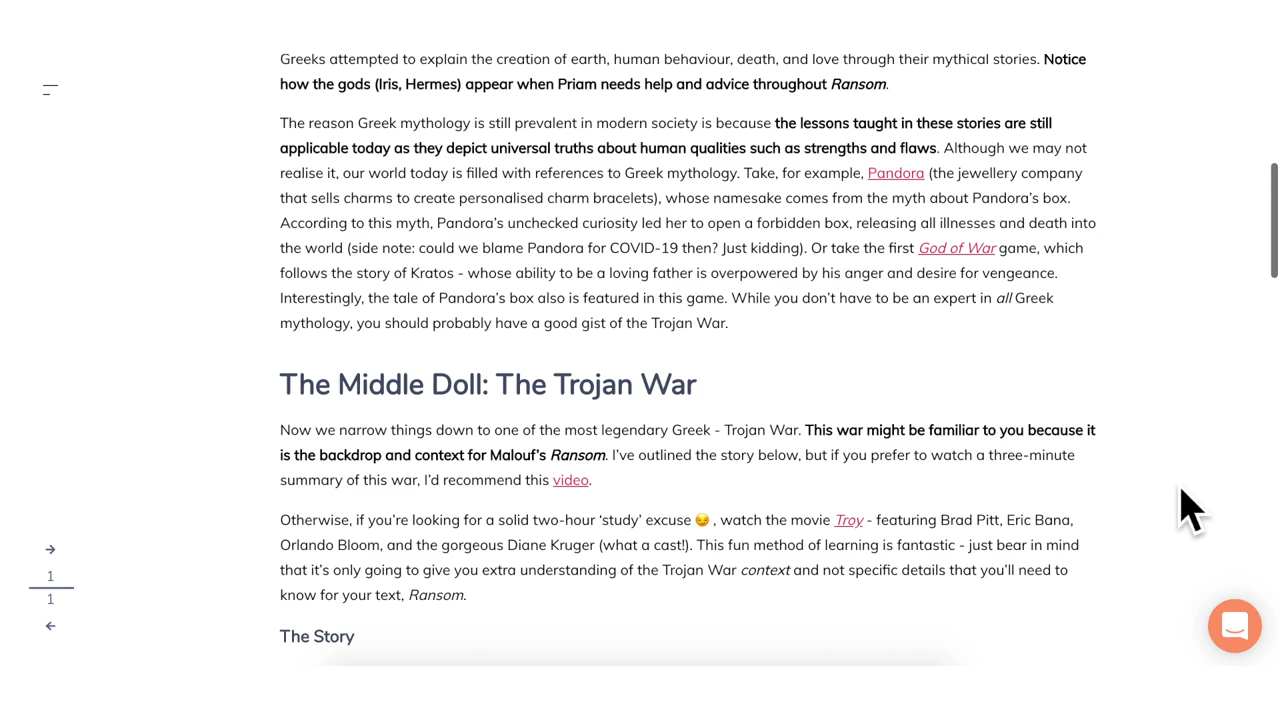 Greeks attempted to explain the creation of earth, human behaviour, death, and love through their mythical stories. Notice
how the gods (Iris, Hermes) appear when Priam needs help and advice throughout Ransom.
The reason Greek mythology is still prevalent in modern society is because the lessons taught in these stories are still
applicable today as they depict universal truths about human qualities such as strengths and flaws. Although we may not
realise it, our world today is filled with references to Greek mythology. Take, for example, Pandora (the jewellery company
that sells charms to create personalised charm bracelets), whose namesake comes from the myth about Pandora’s box.
According to this myth, Pandora’s unchecked curiosity led her to open a forbidden box, releasing all illnesses and death into
the world (side note: could we blame Pandora for COVID-19 then? Just kidding). Or take the first God of War game, which
follows the story of Kratos - whose ability to be a loving father is overpowered by his anger and desire for vengeance.
Interestingly, the tale of Pandora’s box also is featured in this game. While you don’t have to be an expert in all Greek
mythology, you should probably have a good gist of the Trojan War.
The Middle Doll: The Trojan War
Now we narrow things down to one of the most legendary Greek - Trojan War. This war might be familiar to you because it
is the backdrop and context for Malouf’s Ransom. I’ve outlined the story below, but if you prefer to watch a three-minute
summary of this war, I’d recommend this video.
Otherwise, if you’re looking for a solid two-hour ‘study’ excuse 😏 , watch the movie Troy - featuring Brad Pitt, Eric Bana,
Orlando Bloom, and the gorgeous Diane Kruger (what a cast!). This fun method of learning is fantastic - just bear in mind
that it’s only going to give you extra understanding of the Trojan War context and not specific details that you’ll need to
know for your text, Ransom.
The Story
1
1